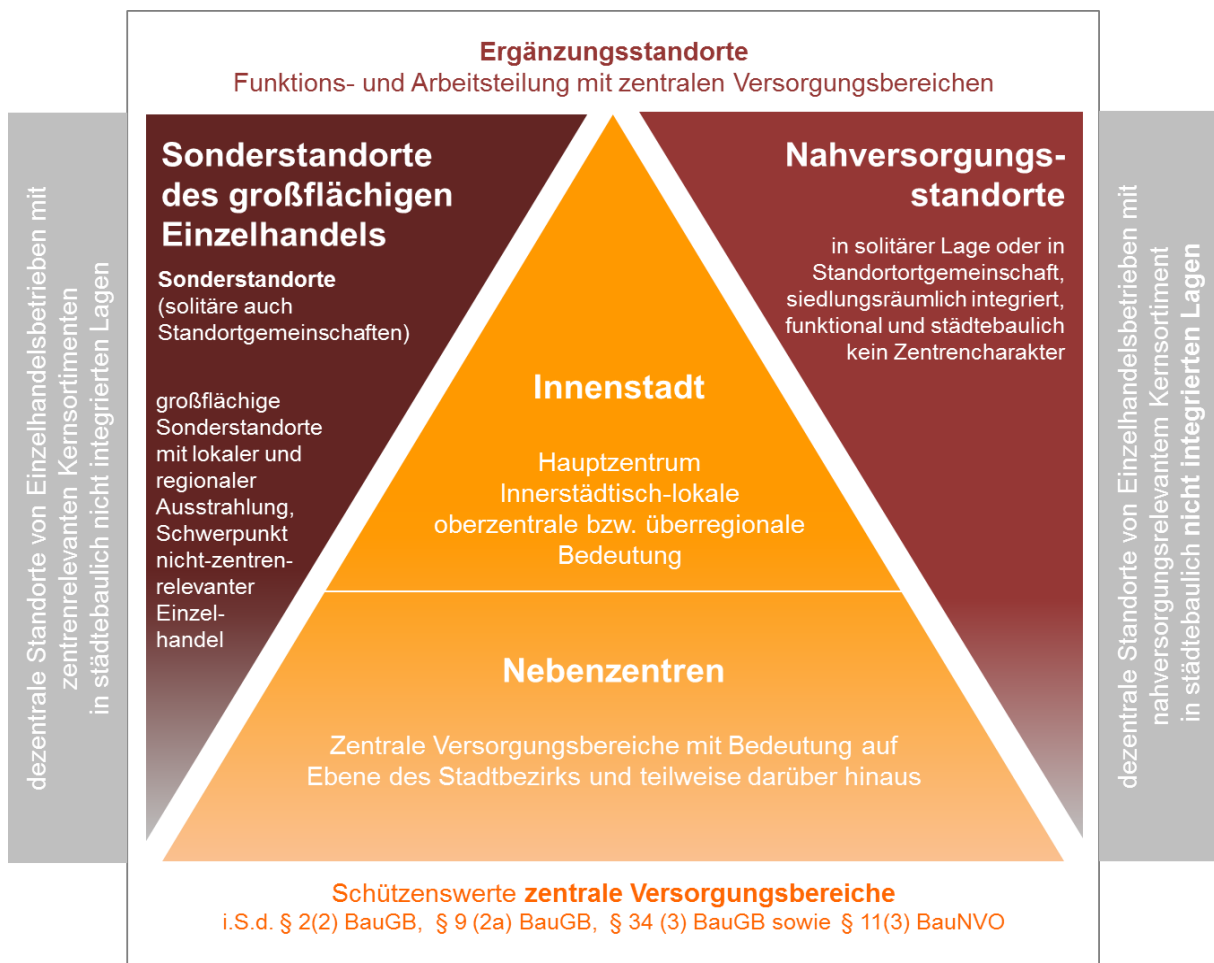 Ergänzungsstandorte
Funktions- und Arbeitsteilung mit zentralen Versorgungsbereichen
dezentrale Standorte von Einzelhandelsbetrieben mit
zentrenrelevanten Kernsortimenten
in städtebaulich nicht integrierten Lagen
Sonderstandorte
des großflächigen
Einzelhandels
Sonderstandorte
(solitäre auch
Standortgemeinschaften)
großflächige
Sonderstandorte
mit lokaler und
regionaler
Ausstrahlung,
Schwerpunkt
nicht-zentren-
relevanter
Einzel-
handel
Innenstadt
Hauptzentrum
Innerstädtisch-lokale
oberzentrale bzw. überregionale
Bedeutung
Nebenzentren
Zentrale Versorgungsbereiche mit Bedeutung auf
Ebene des Stadtbezirks und teilweise darüber hinaus
Nahversorgungs-
standorte
in solitärer Lage oder in
Standortortgemeinschaft,
siedlungsräumlich integriert,
funktional und städtebaulich
kein Zentrencharakter
dezentrale Standorte von Einzelhandelsbetrieben mit
nahversorgungsrelevantem Kernsortiment
in städtebaulich nicht integrierten Lagen
Schützenswerte zentrale Versorgungsbereiche
i.S.d. § 2(2) BauGB, § 9 (2a) BauGB, § 34 (3) BauGB sowie § 11(3) BauNVO